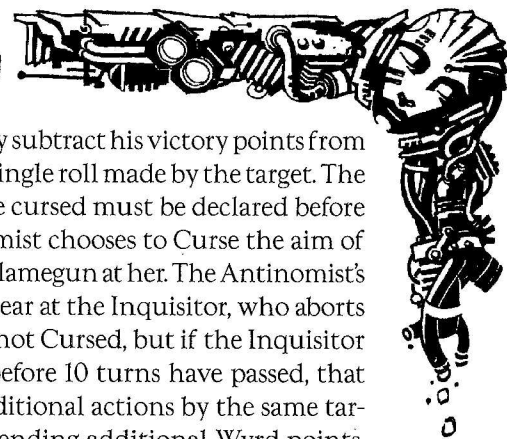 y subtract his victory points from
ingle roll made by the target. The
e cursed must be declared before
mist chooses to Curse the aim of
lamegun at her. The Antinomist's
ear at the Inquisitor, who aborts
not Cursed, but if the Inquisitor
efore 10 turns have passed, that
ditional actions by the same tar-
ending additional Wyrd points.